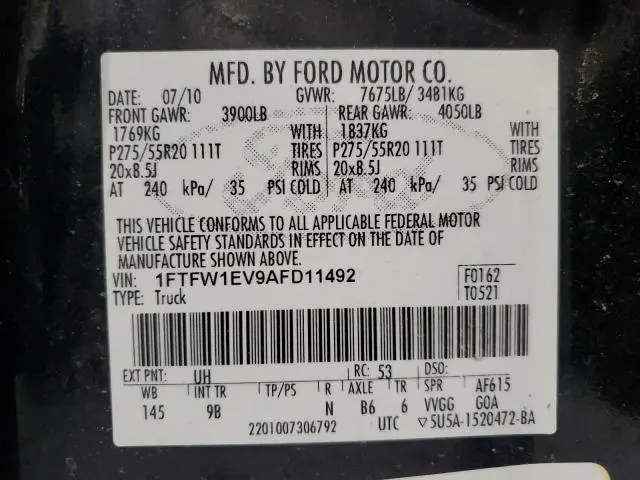 MFD. BY FORD MOTOR CO.
DATE: 07/10 GVWR: 7675LB/ 3481KG
FRONT GAWR: 3900LB REAR GAWR: 4050LB
1769KG WITH 1837KG WITH
P275/55R20 111T TIRES P275/55R20 111T TIRES
20x8.5J RIMS 20x8.5J RIMS
AT 240 kPa/ 35 PSI COLD AT 240 kPa/ 35 PSI COLD
THIS VEHICLE CONFORMS TO ALL APPLICABLE FEDERAL MOTOR
VEHICLE SAFETY STANDARDS IN EFFECT ON THE DATE OF
MANUFACTURE SHOWN ABOVE.
VIN: 1FTFW1EV9AFD11492 F0162
TYPE: Truck T0521
EXT PNT: UH RC: 53 DSO:
WB INT TR TP/PS R AXLE TR SPR AF615
145 9B N B6 6 VVGG G0A
2201007306792 UTC ▽5U5A-1520472-BA